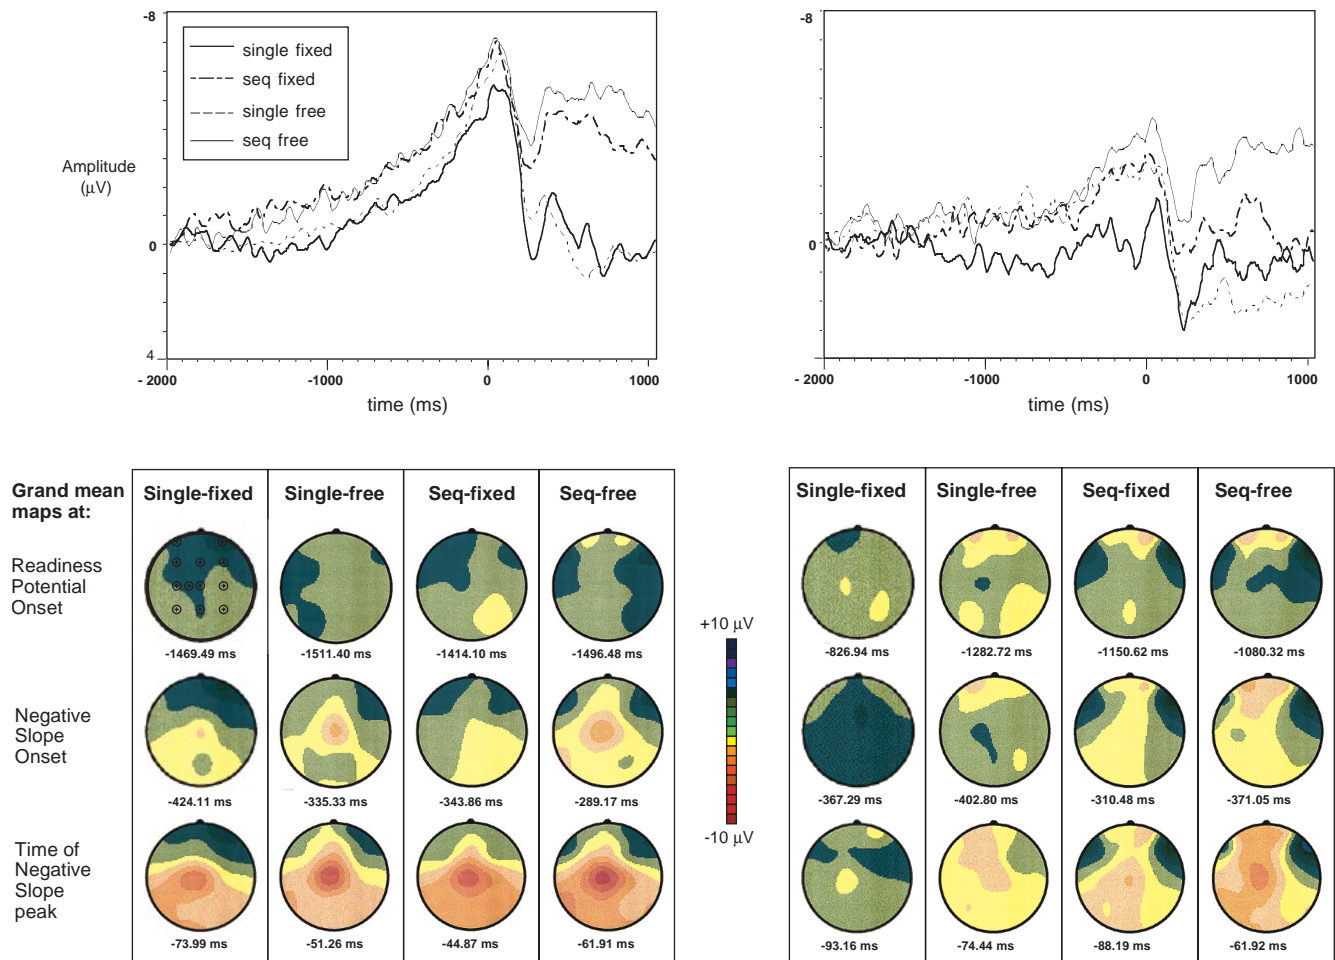 -8
single fixed
seq fixed
single free
seq free
Amplitude
(μV)
0
4
- 2000
-1000
0
1000
time (ms)
-8
0
- 2000
-1000
0
1000
time (ms)
Grand mean
maps at:
Single-fixed
Single-free
Seq-fixed
Seq-free
Readiness
Potential
Onset
-1469.49 ms
-1511.40 ms
-1414.10 ms
-1496.48 ms
Negative
Slope
Onset
-424.11 ms
-335.33 ms
-343.86 ms
-289.17 ms
Time of
Negative
Slope
peak
-73.99 ms
-51.26 ms
-44.87 ms
-61.91 ms
+10 μV
-10 μV
Single-fixed
Single-free
Seq-fixed
Seq-free
-826.94 ms
-1282.72 ms
-1150.62 ms
-1080.32 ms
-367.29 ms
-402.80 ms
-310.48 ms
-371.05 ms
-93.16 ms
-74.44 ms
-88.19 ms
-61.92 ms